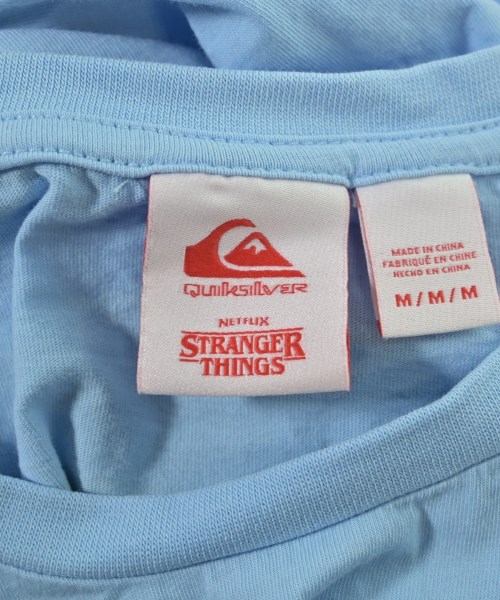 QUIKSILVER
NETFLIX
STRANGER
THINGS
MADE IN CHINA
FABRIQUÉ EN CHINE
HECHO EN CHINA
M/M/M